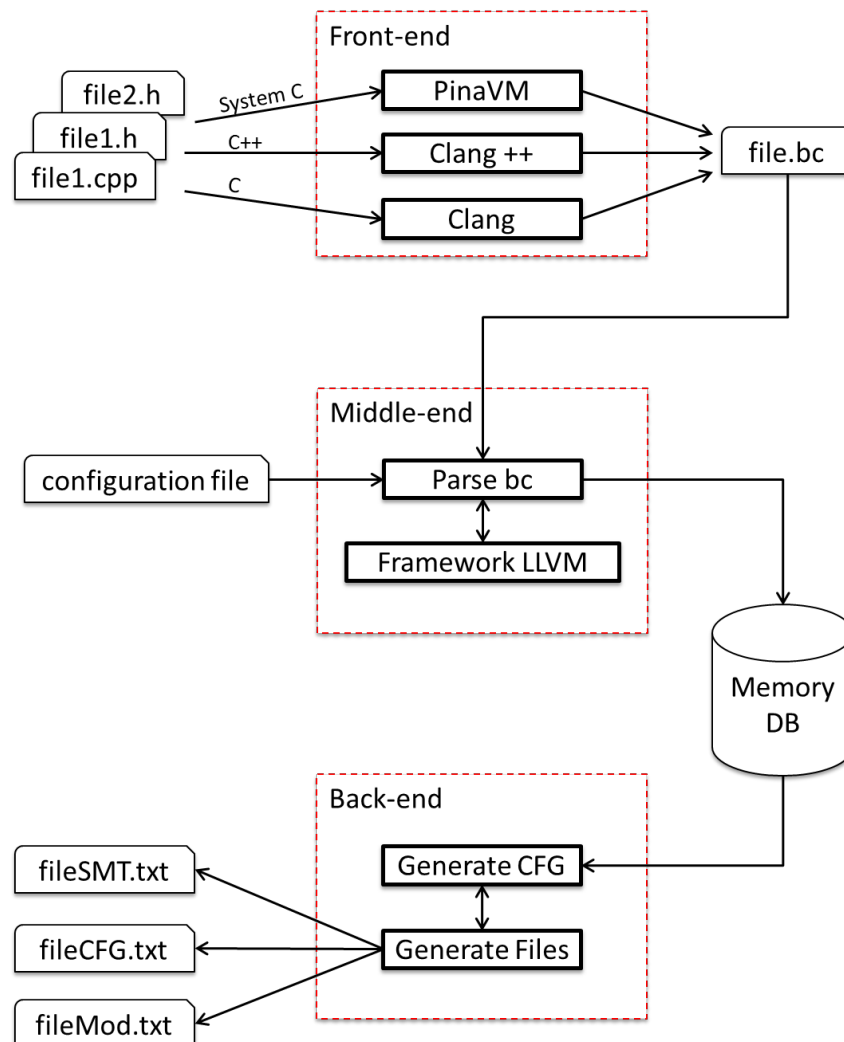 Front-end
file2.h
System C
PinaVM
file1.h
C++
Clang ++
file.bc
file1.cpp
C
Clang
Middle-end
configuration file
Parse bc
Framework LLVM
Memory
DB
Back-end
Generate CFG
fileSMT.txt
Generate Files
fileCFG.txt
fileMod.txt